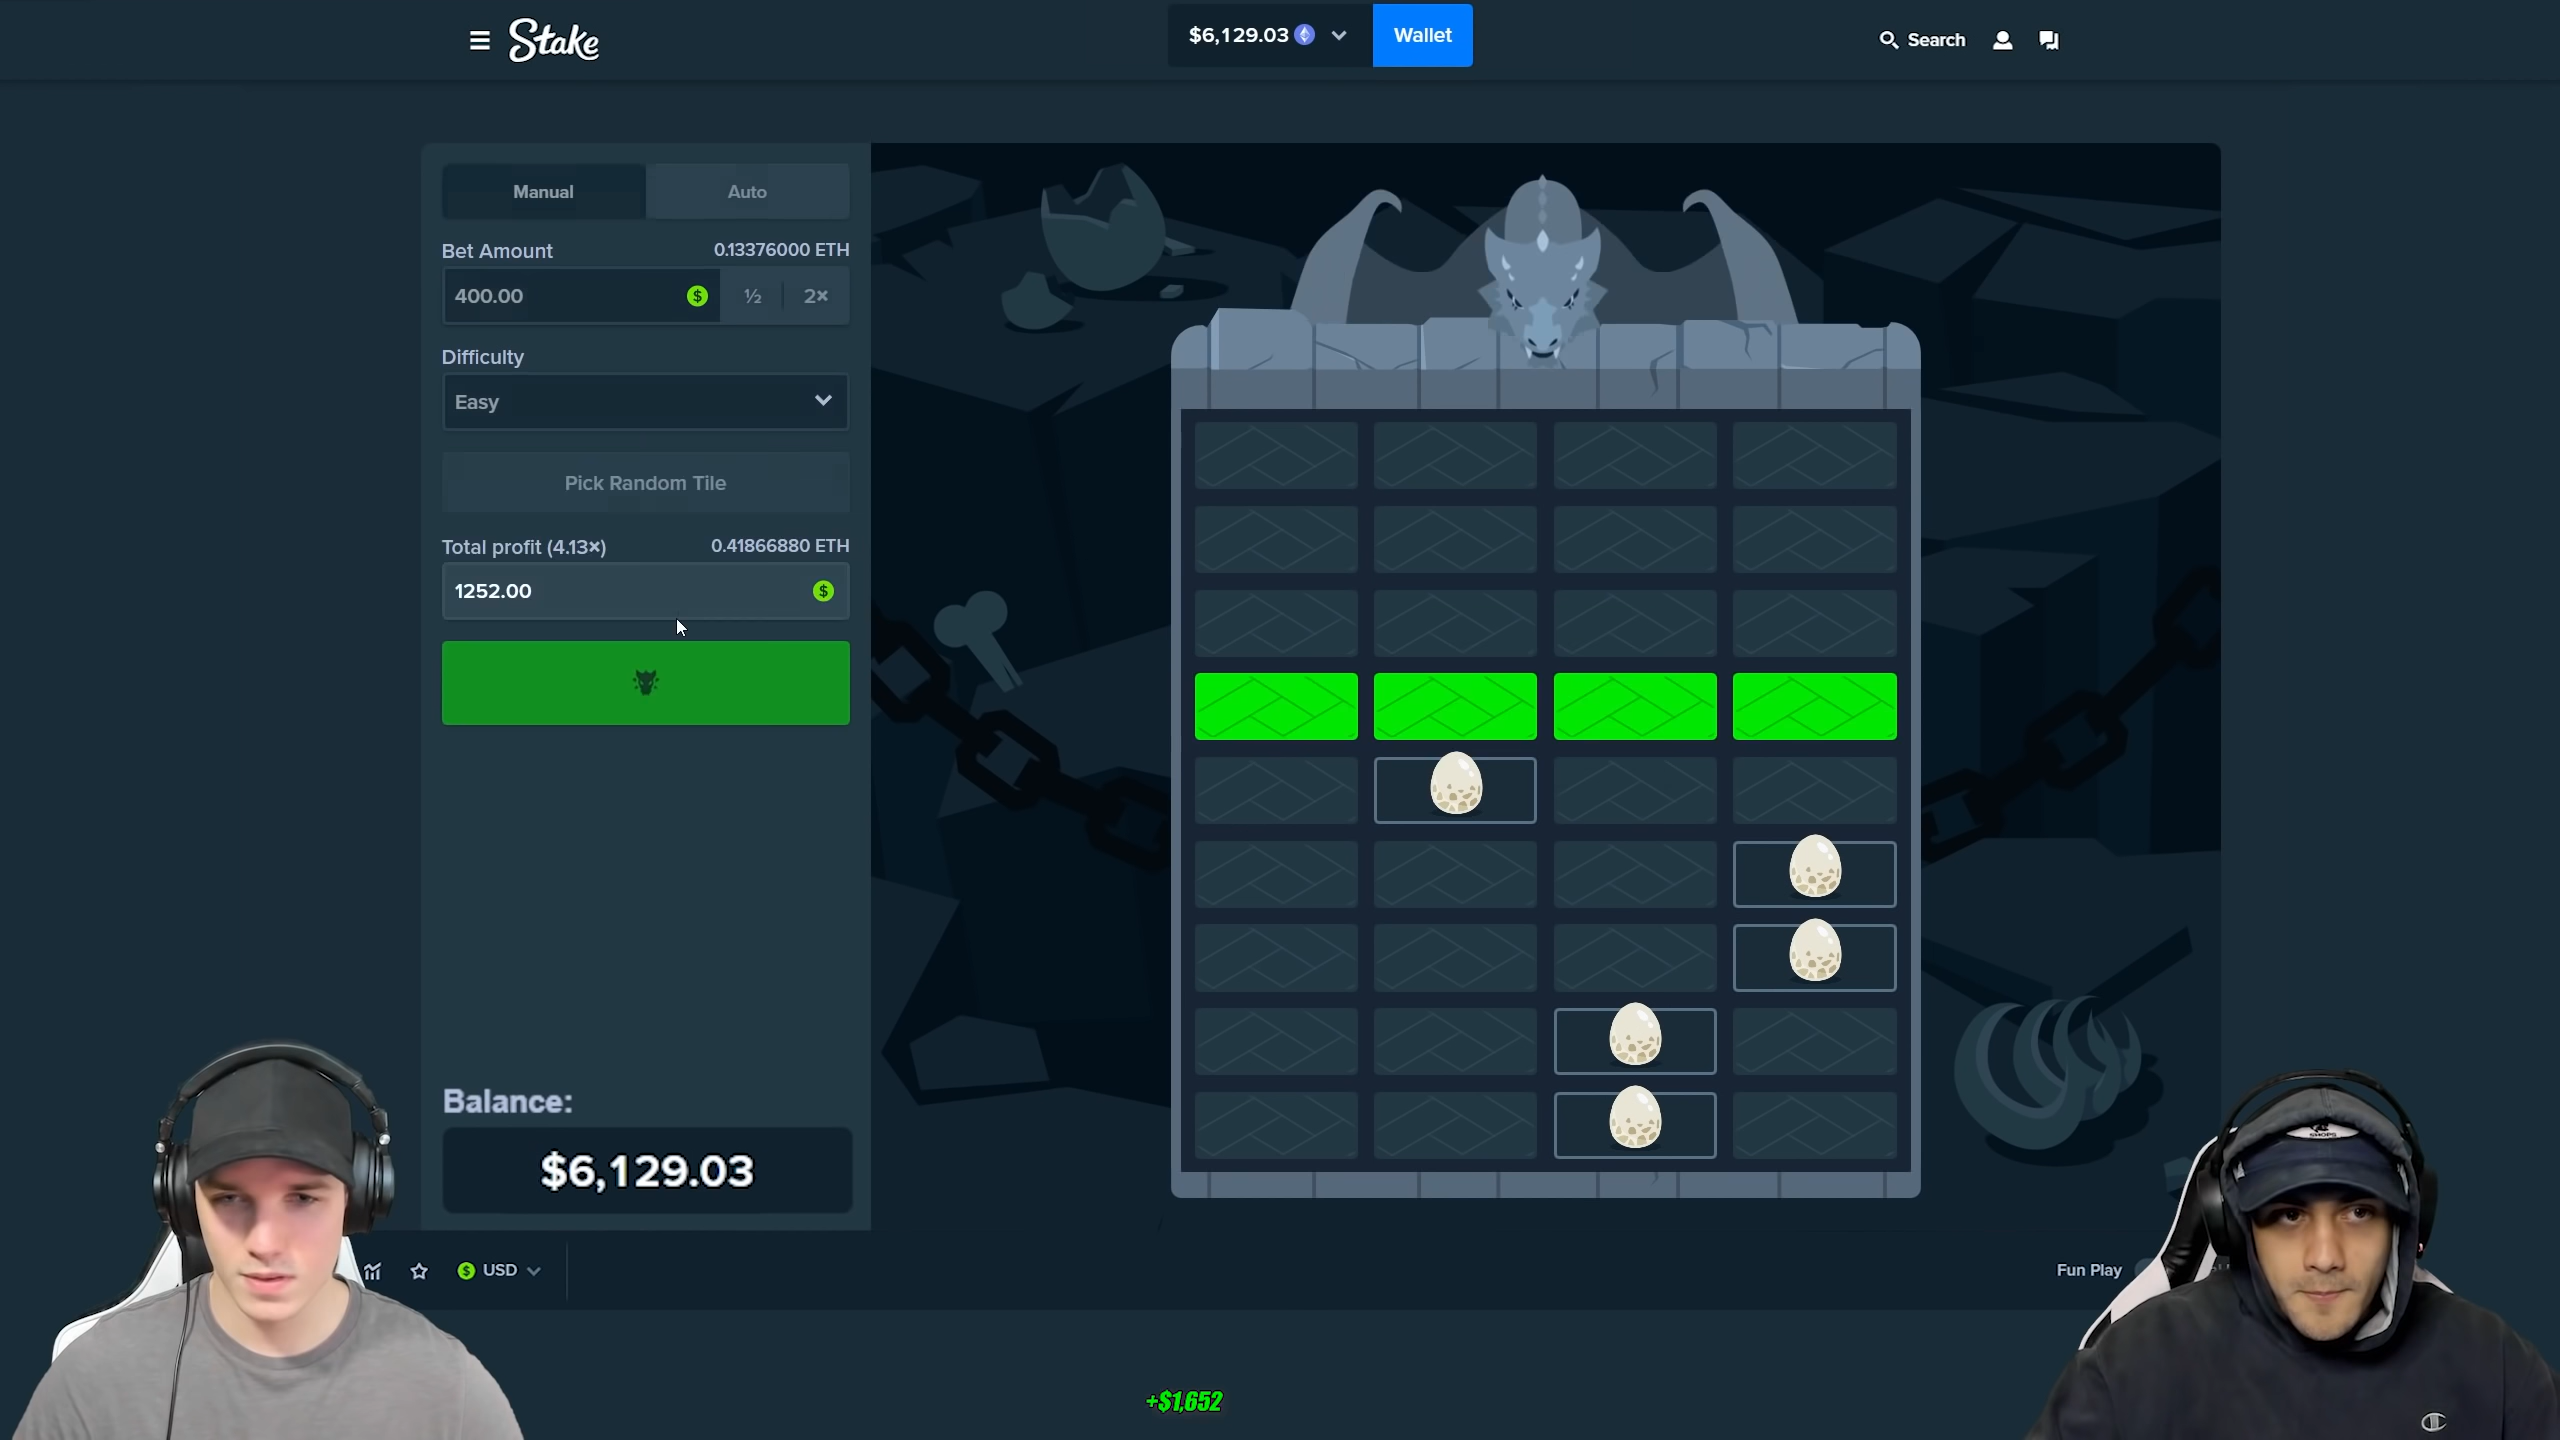 Stake
$6,129.03
Wallet
Search
Manual
Auto
Bet Amount
0.13376000 ETH
400.00
½
2×
Difficulty
Easy
Pick Random Tile
Total profit (4.13×)
0.41866880 ETH
1252.00
Balance:
$6,129.03
USD
Fun Play
SHOPS
+$1,652